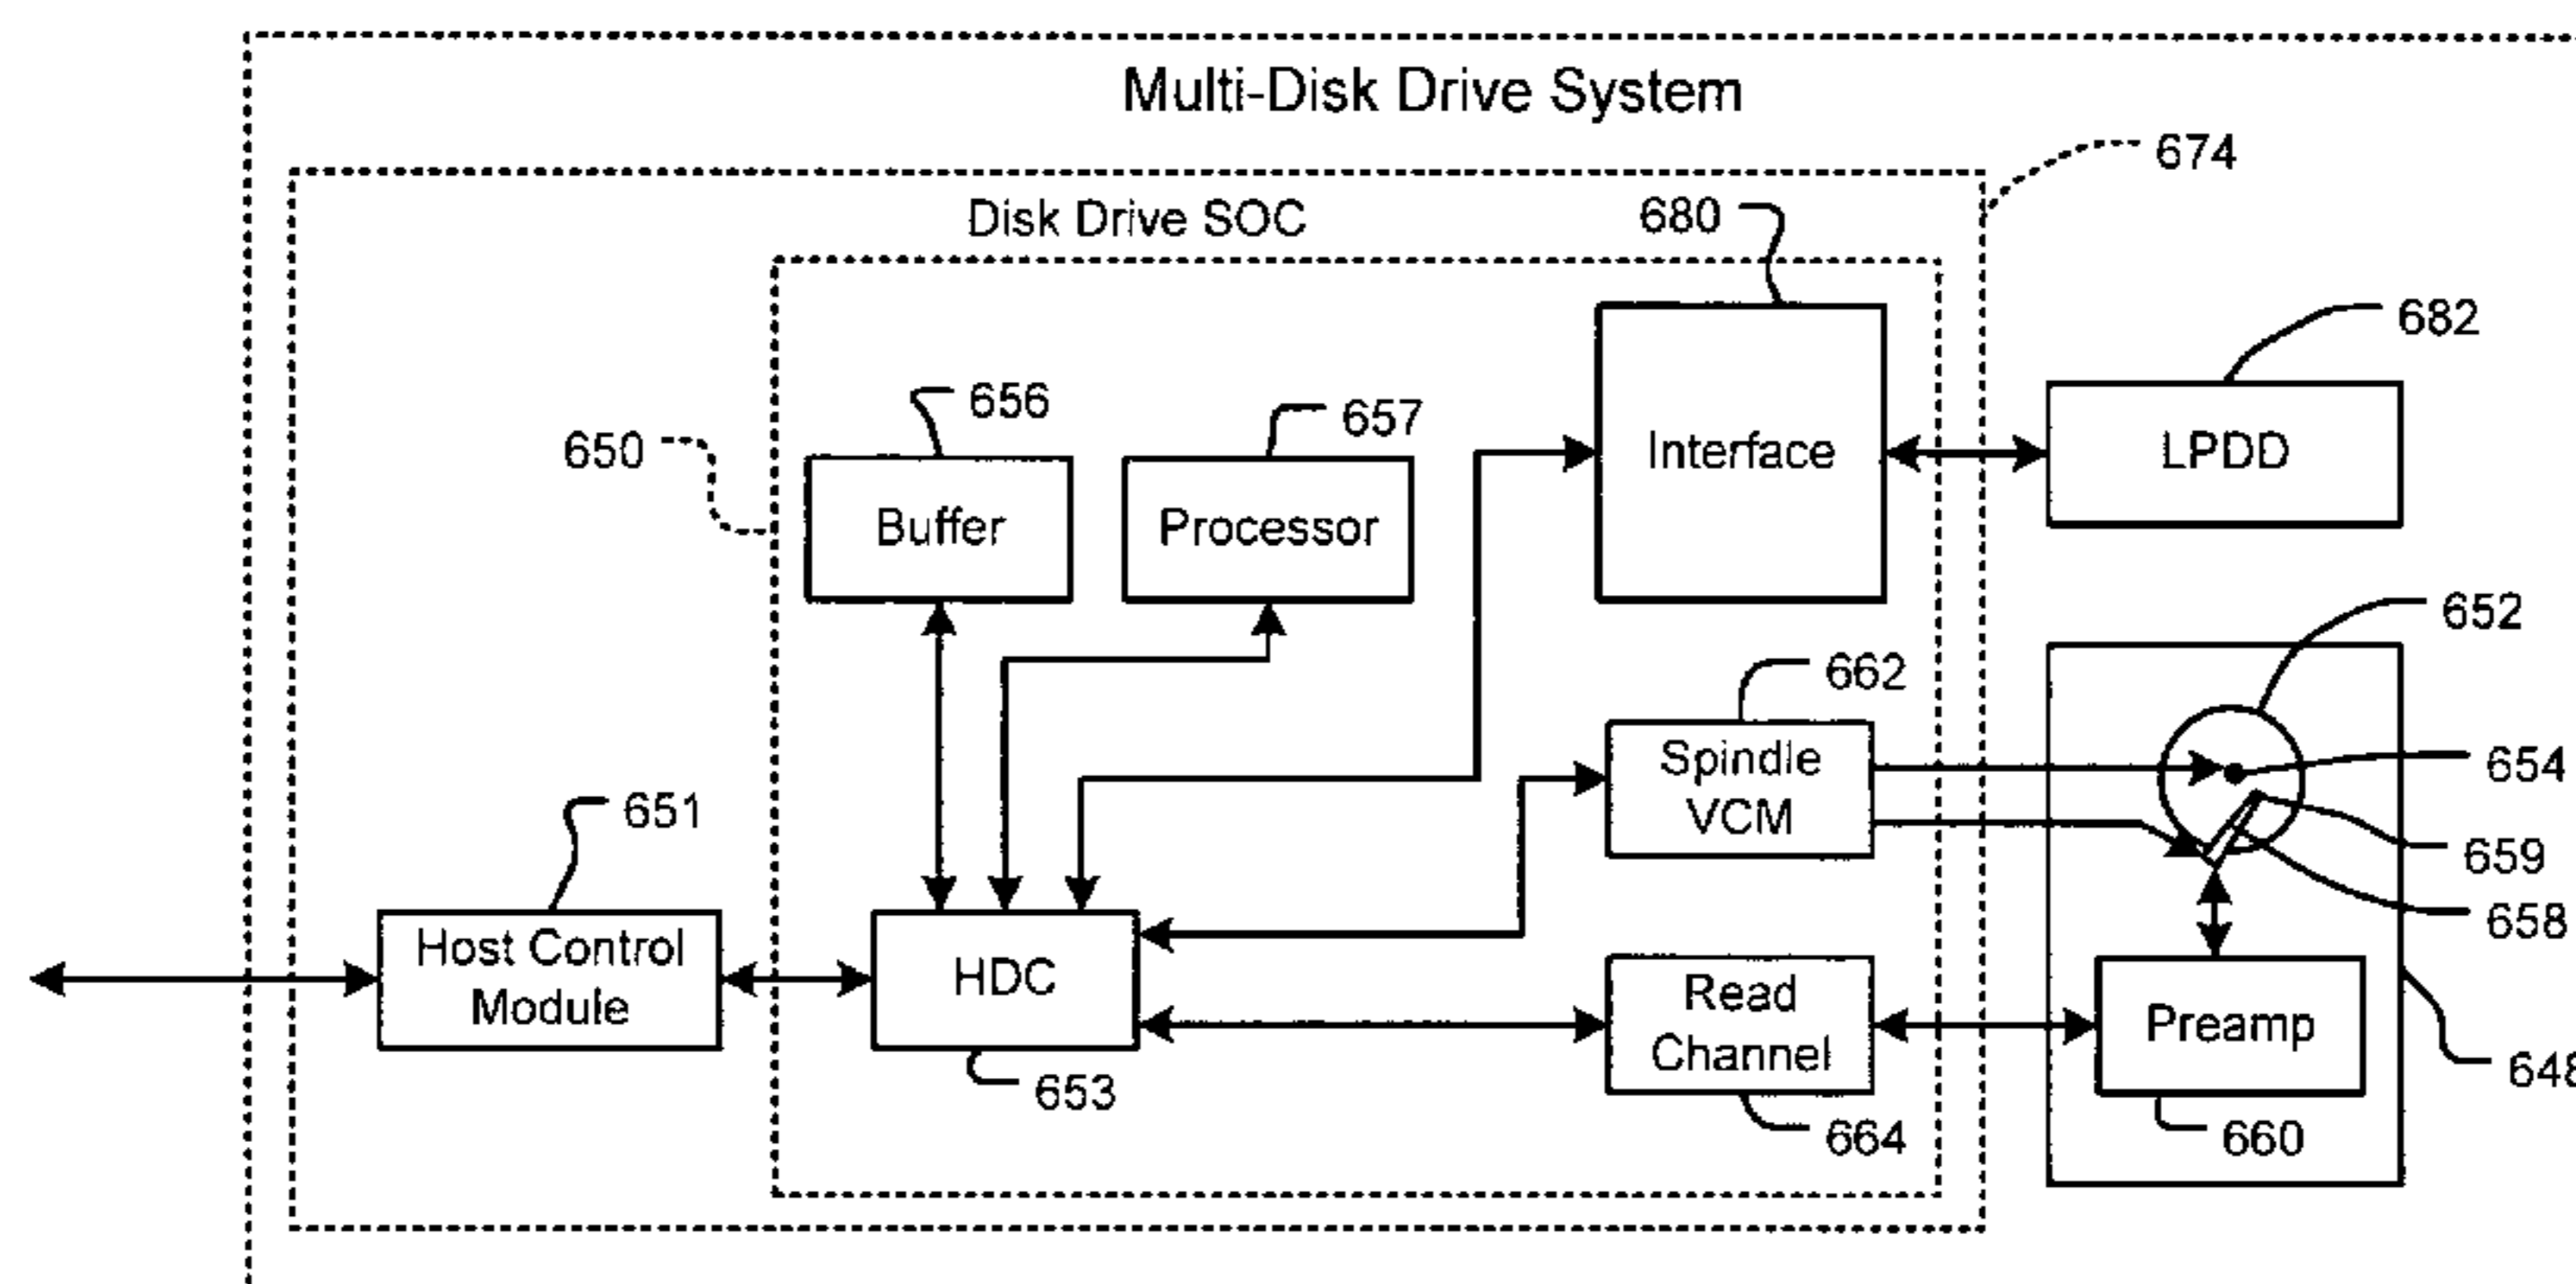 Multi-Disk Drive System
674
Disk Drive SOC
680
682
656
657
650
Interface
LPDD
Buffer
Processor
652
662
Spindle
VCM
654
651
659
658
Host Control
Module
HDC
Read
Channel
Preamp
648
653
664
660